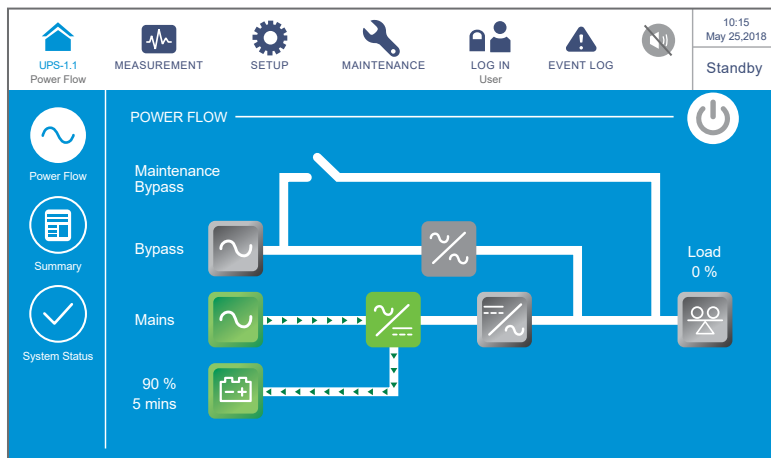 10:15
May 25,2018
UPS-1.1
MEASUREMENT
SETUP
MAINTENANCE
LOG IN
EVENT LOG
Standby
Power Flow
User
POWER FLOW
Power Flow
Maintenance
Bypass
Bypass
Load
0 %
Summary
Mains
System Status
90 %
5 mins